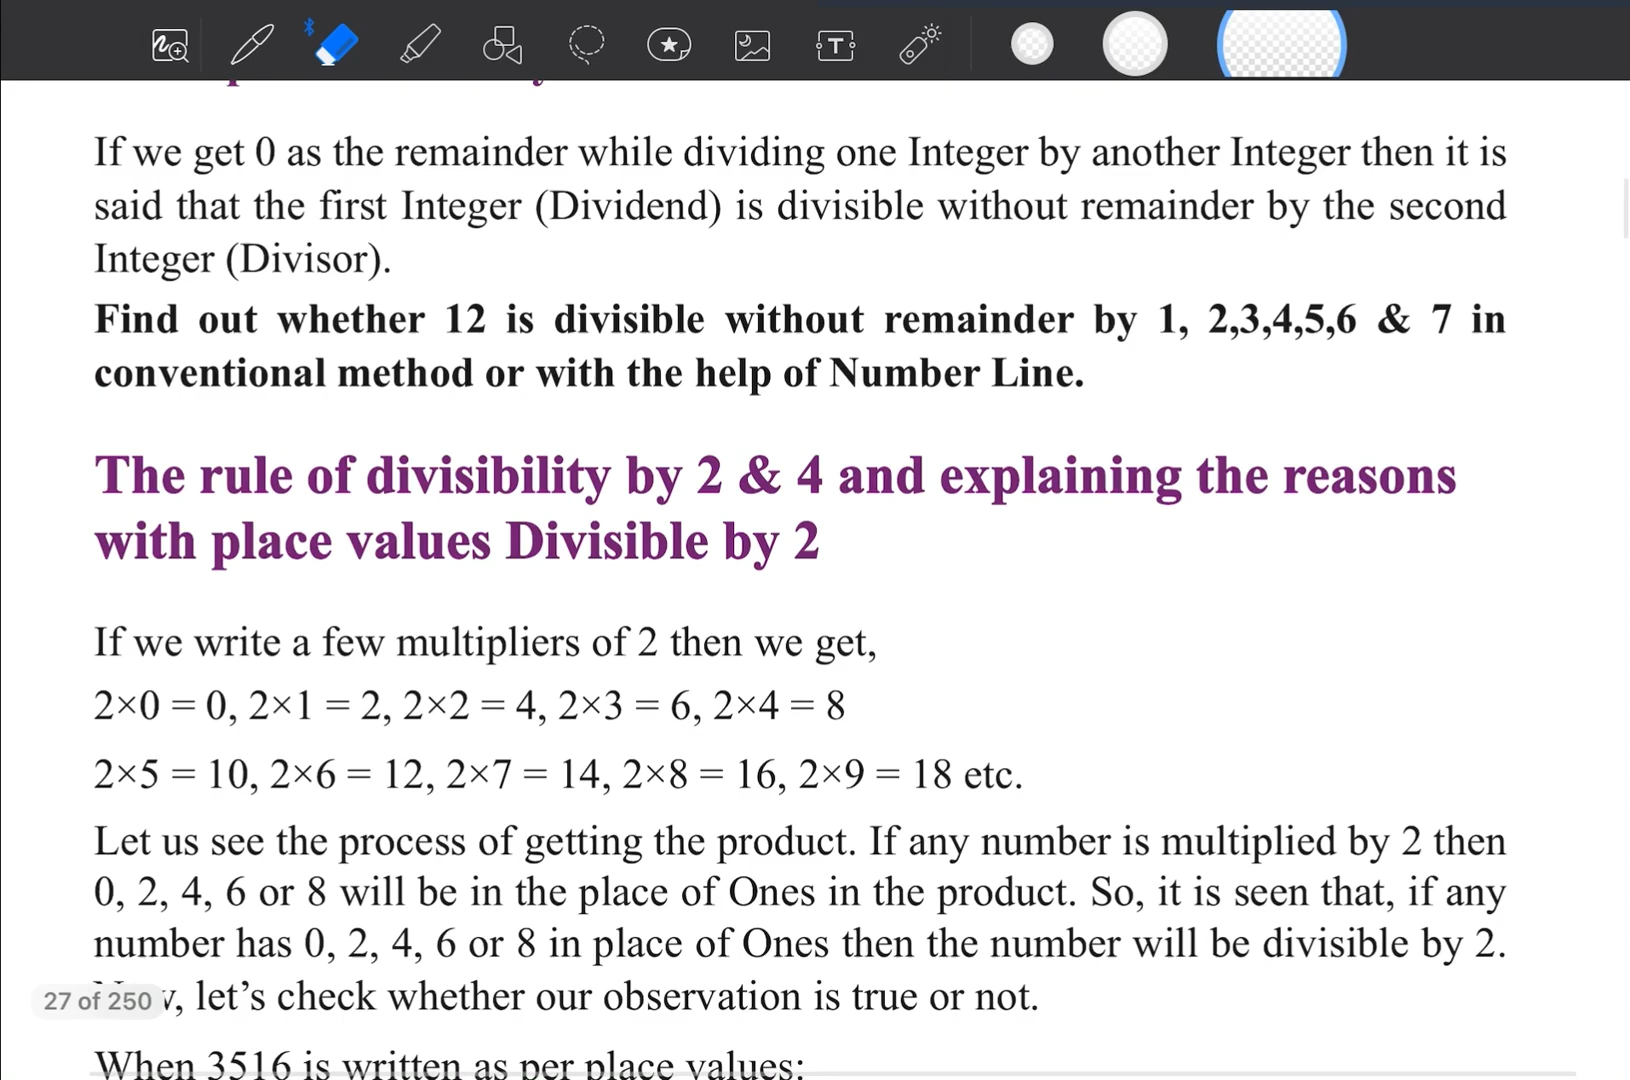 If we get 0 as the remainder while dividing one Integer by another Integer then it is
said that the first Integer (Dividend) is divisible without remainder by the second
Integer (Divisor).
Find out whether 12 is divisible without remainder by 1, 2,3,4,5,6 & 7 in
conventional method or with the help of Number Line.
The rule of divisibility by 2 & 4 and explaining the reasons
with place values Divisible by 2
If we write a few multipliers of 2 then we get,
2×0 = 0, 2×1 = 2, 2×2 = 4, 2×3 = 6, 2×4 = 8
2×5 = 10, 2×6 = 12, 2×7 = 14, 2×8 = 16, 2×9 = 18 etc.
Let us see the process of getting the product. If any number is multiplied by 2 then
0, 2, 4, 6 or 8 will be in the place of Ones in the product. So, it is seen that, if any
number has 0, 2, 4, 6 or 8 in place of Ones then the number will be divisible by 2.
27 of 250 , let's check whether our observation is true or not.
When 3516 is written as per place values: